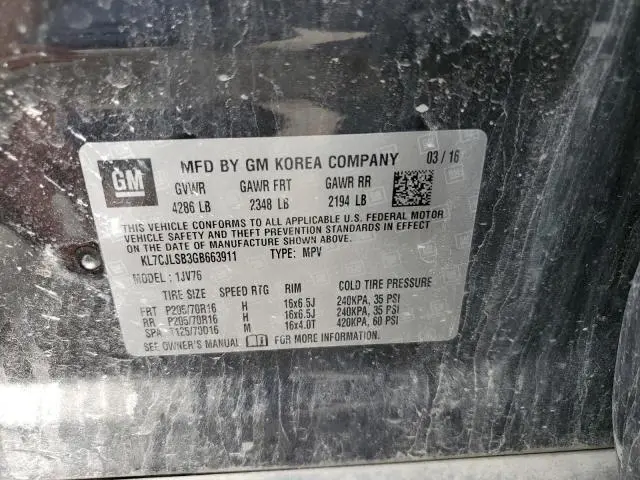 GM
MFD BY GM KOREA COMPANY 03 / 16
GVWR GAWR FRT GAWR RR
4286 LB 2348 LB 2194 LB
THIS VEHICLE CONFORMS TO ALL APPLICABLE U.S. FEDERAL MOTOR
VEHICLE SAFETY AND THEFT PREVENTION STANDARDS IN EFFECT
ON THE DATE OF MANUFACTURE SHOWN ABOVE.
KL7CJLSB3GB663911 TYPE: MPV
MODEL : 1JV76
TIRE SIZE SPEED RTG RIM COLD TIRE PRESSURE
FRT P205/70R16 H 16x6.5J 240KPA, 35 PSI
RR P205/70R16 H 16x6.5J 240KPA, 35 PSI
SPA T125/70D16 M 16x4.0T 420KPA, 60 PSI
SEE OWNER'S MANUAL FOR MORE INFORMATION.